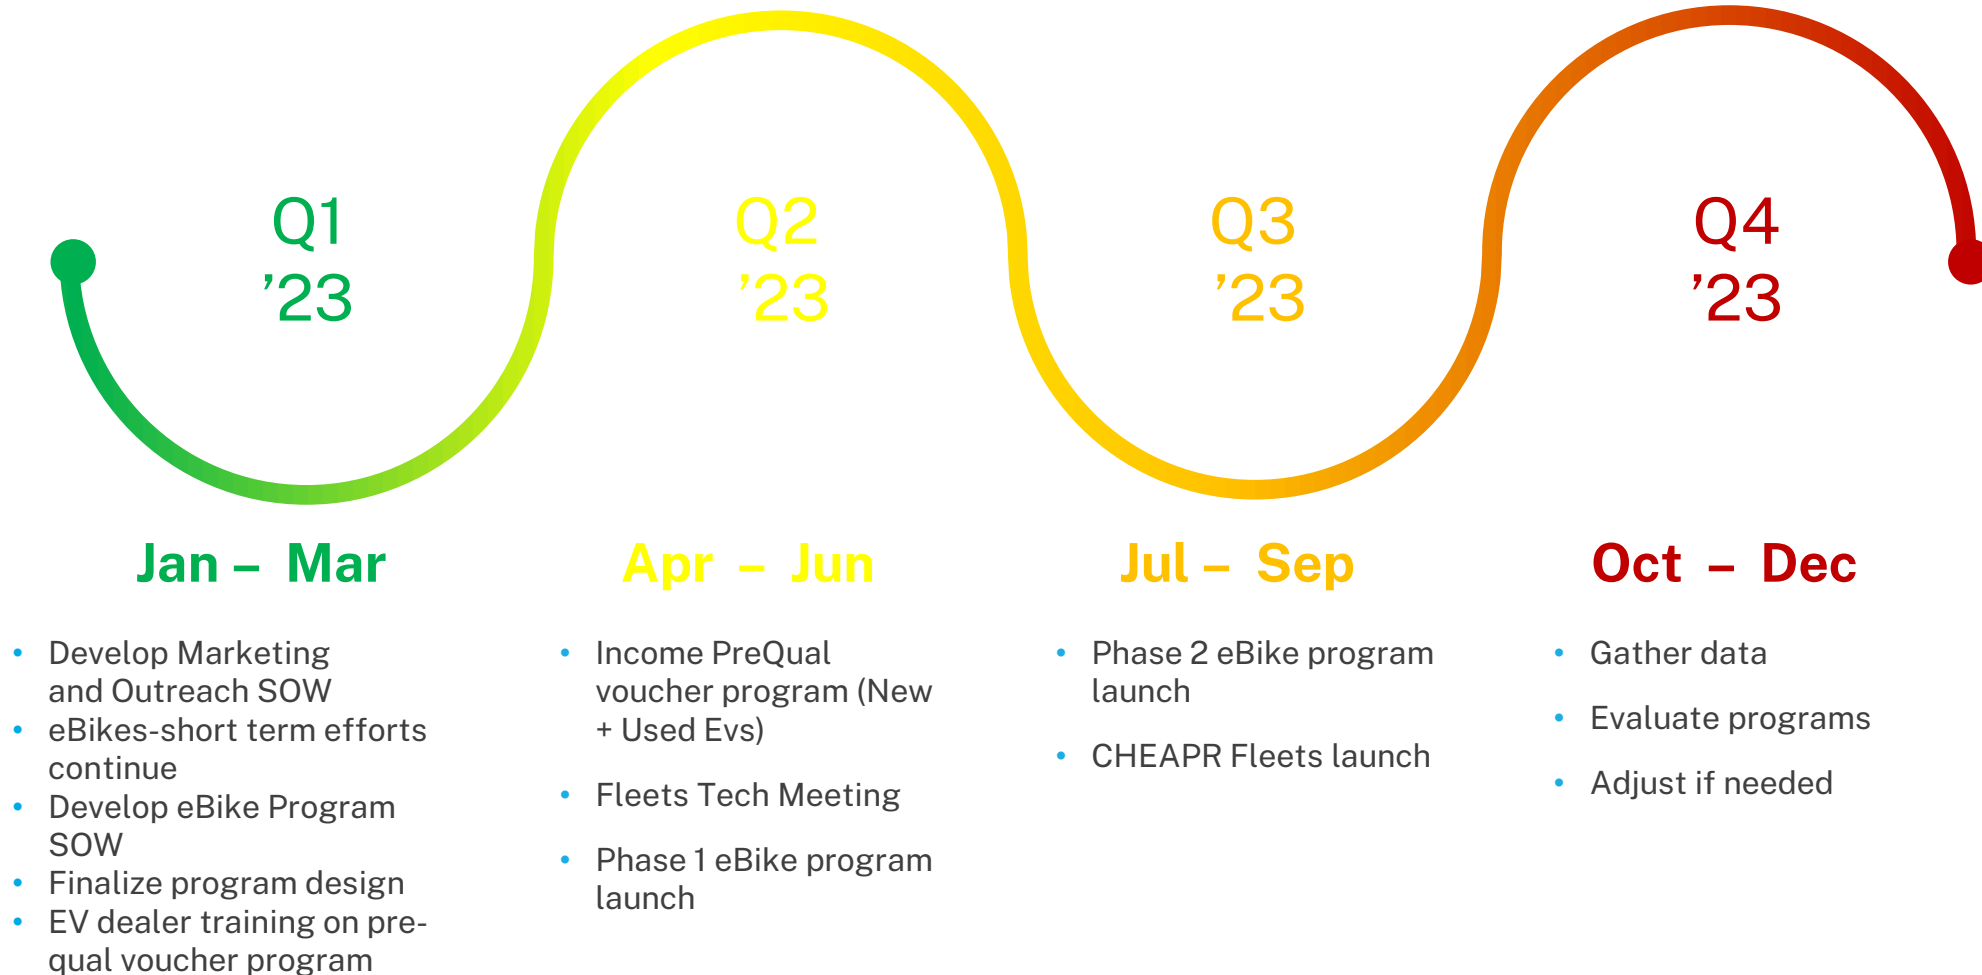 Q1
’23
Q2
’23
Q3
’23
Q4
’23
Jan – Mar
• Develop Marketing
and Outreach SOW
• eBikes-short term efforts
continue
• Develop eBike Program
SOW
• Finalize program design
• EV dealer training on pre-
qual voucher program
Apr – Jun
• Income PreQual
voucher program (New
+ Used Evs)
• Fleets Tech Meeting
• Phase 1 eBike program
launch
Jul – Sep
• Phase 2 eBike program
launch
• CHEAPR Fleets launch
Oct – Dec
• Gather data
• Evaluate programs
• Adjust if needed